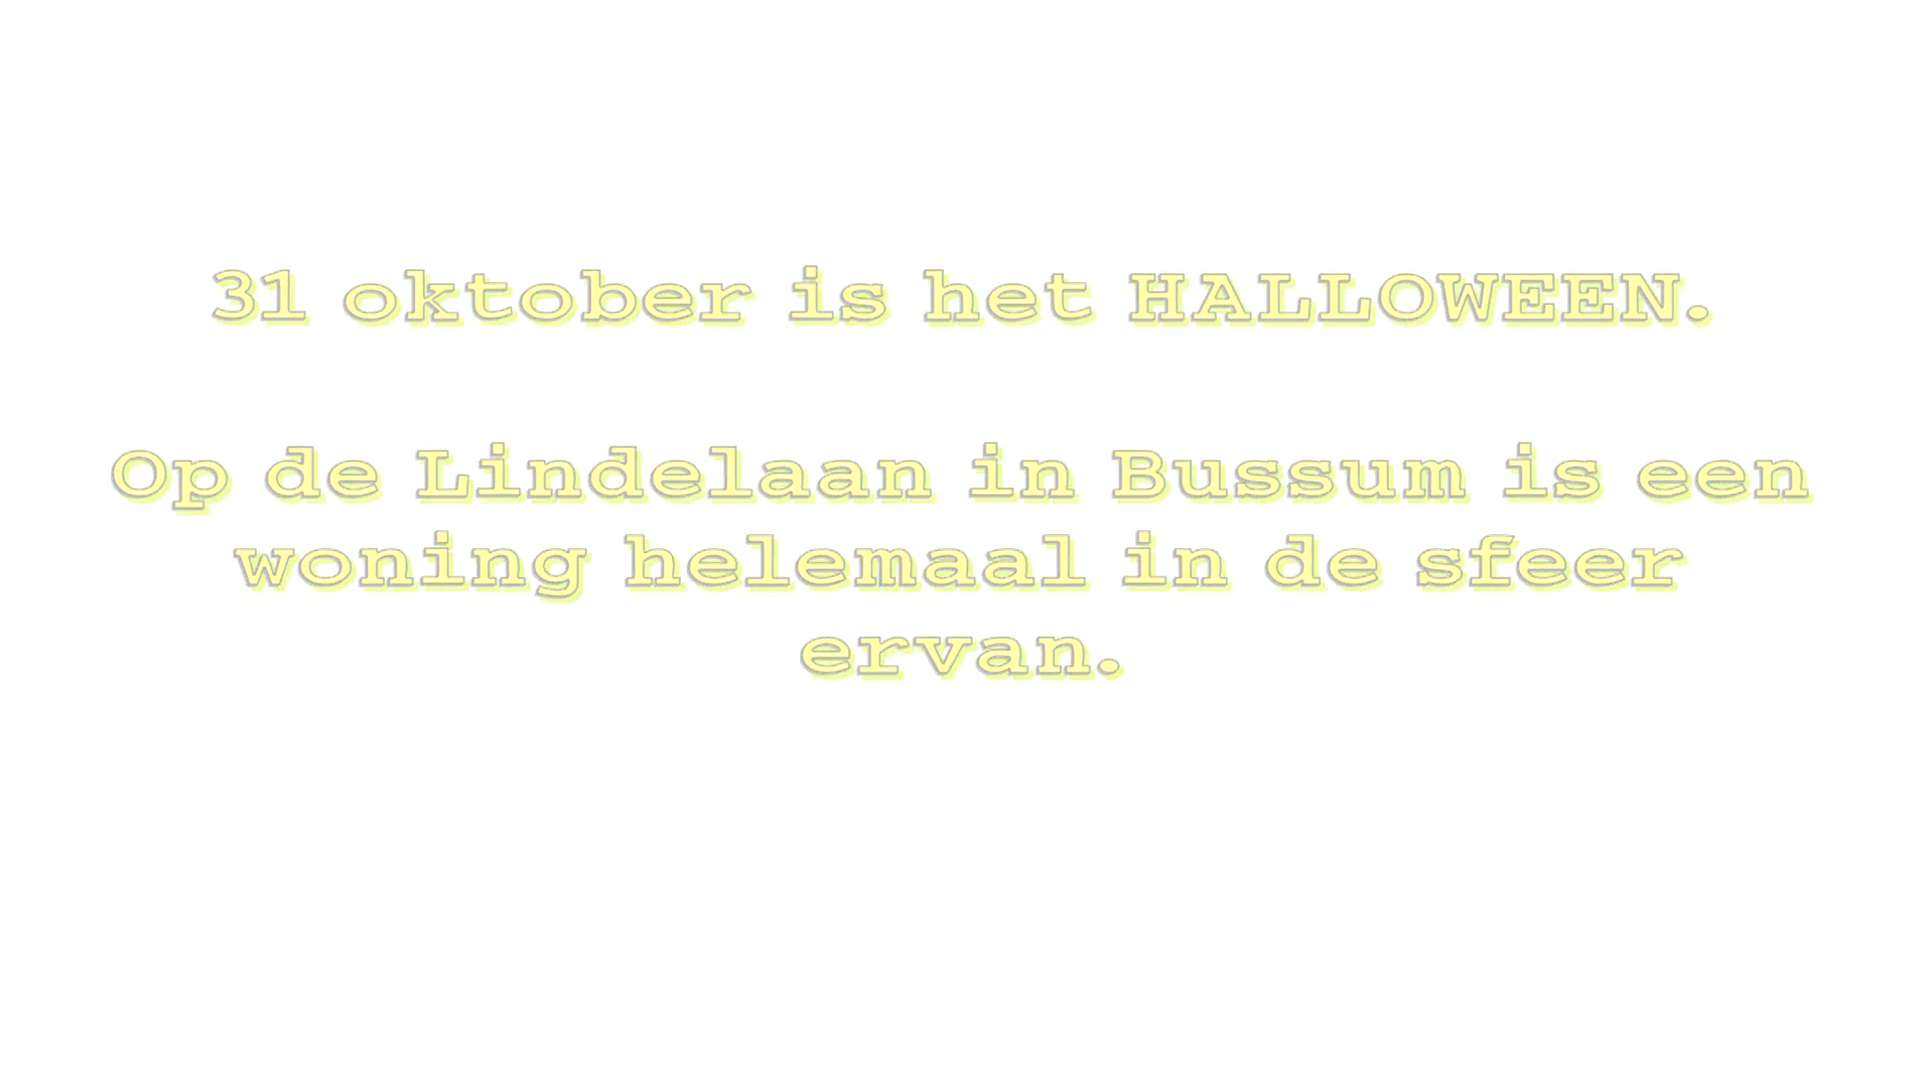 31 oktober is het HALLOWEEN.
Op de Lindelaan in Bussum is een
woning helemaal in de sfeer
ervan.